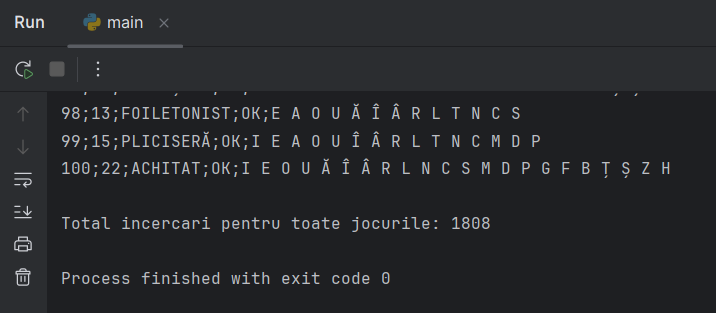 Run main
98;13;FOILETONIST;OK;E A O U Ă Î Â R L T N C S
99;15;PLICISERĂ;OK;I E A O U Î Â R L T N C M D P
100;22;ACHITAT;OK;I E O U Ă Î Â R L N C S M D P G F B Ț Ș Z H
Total incercari pentru toate jocurile: 1808
Process finished with exit code 0